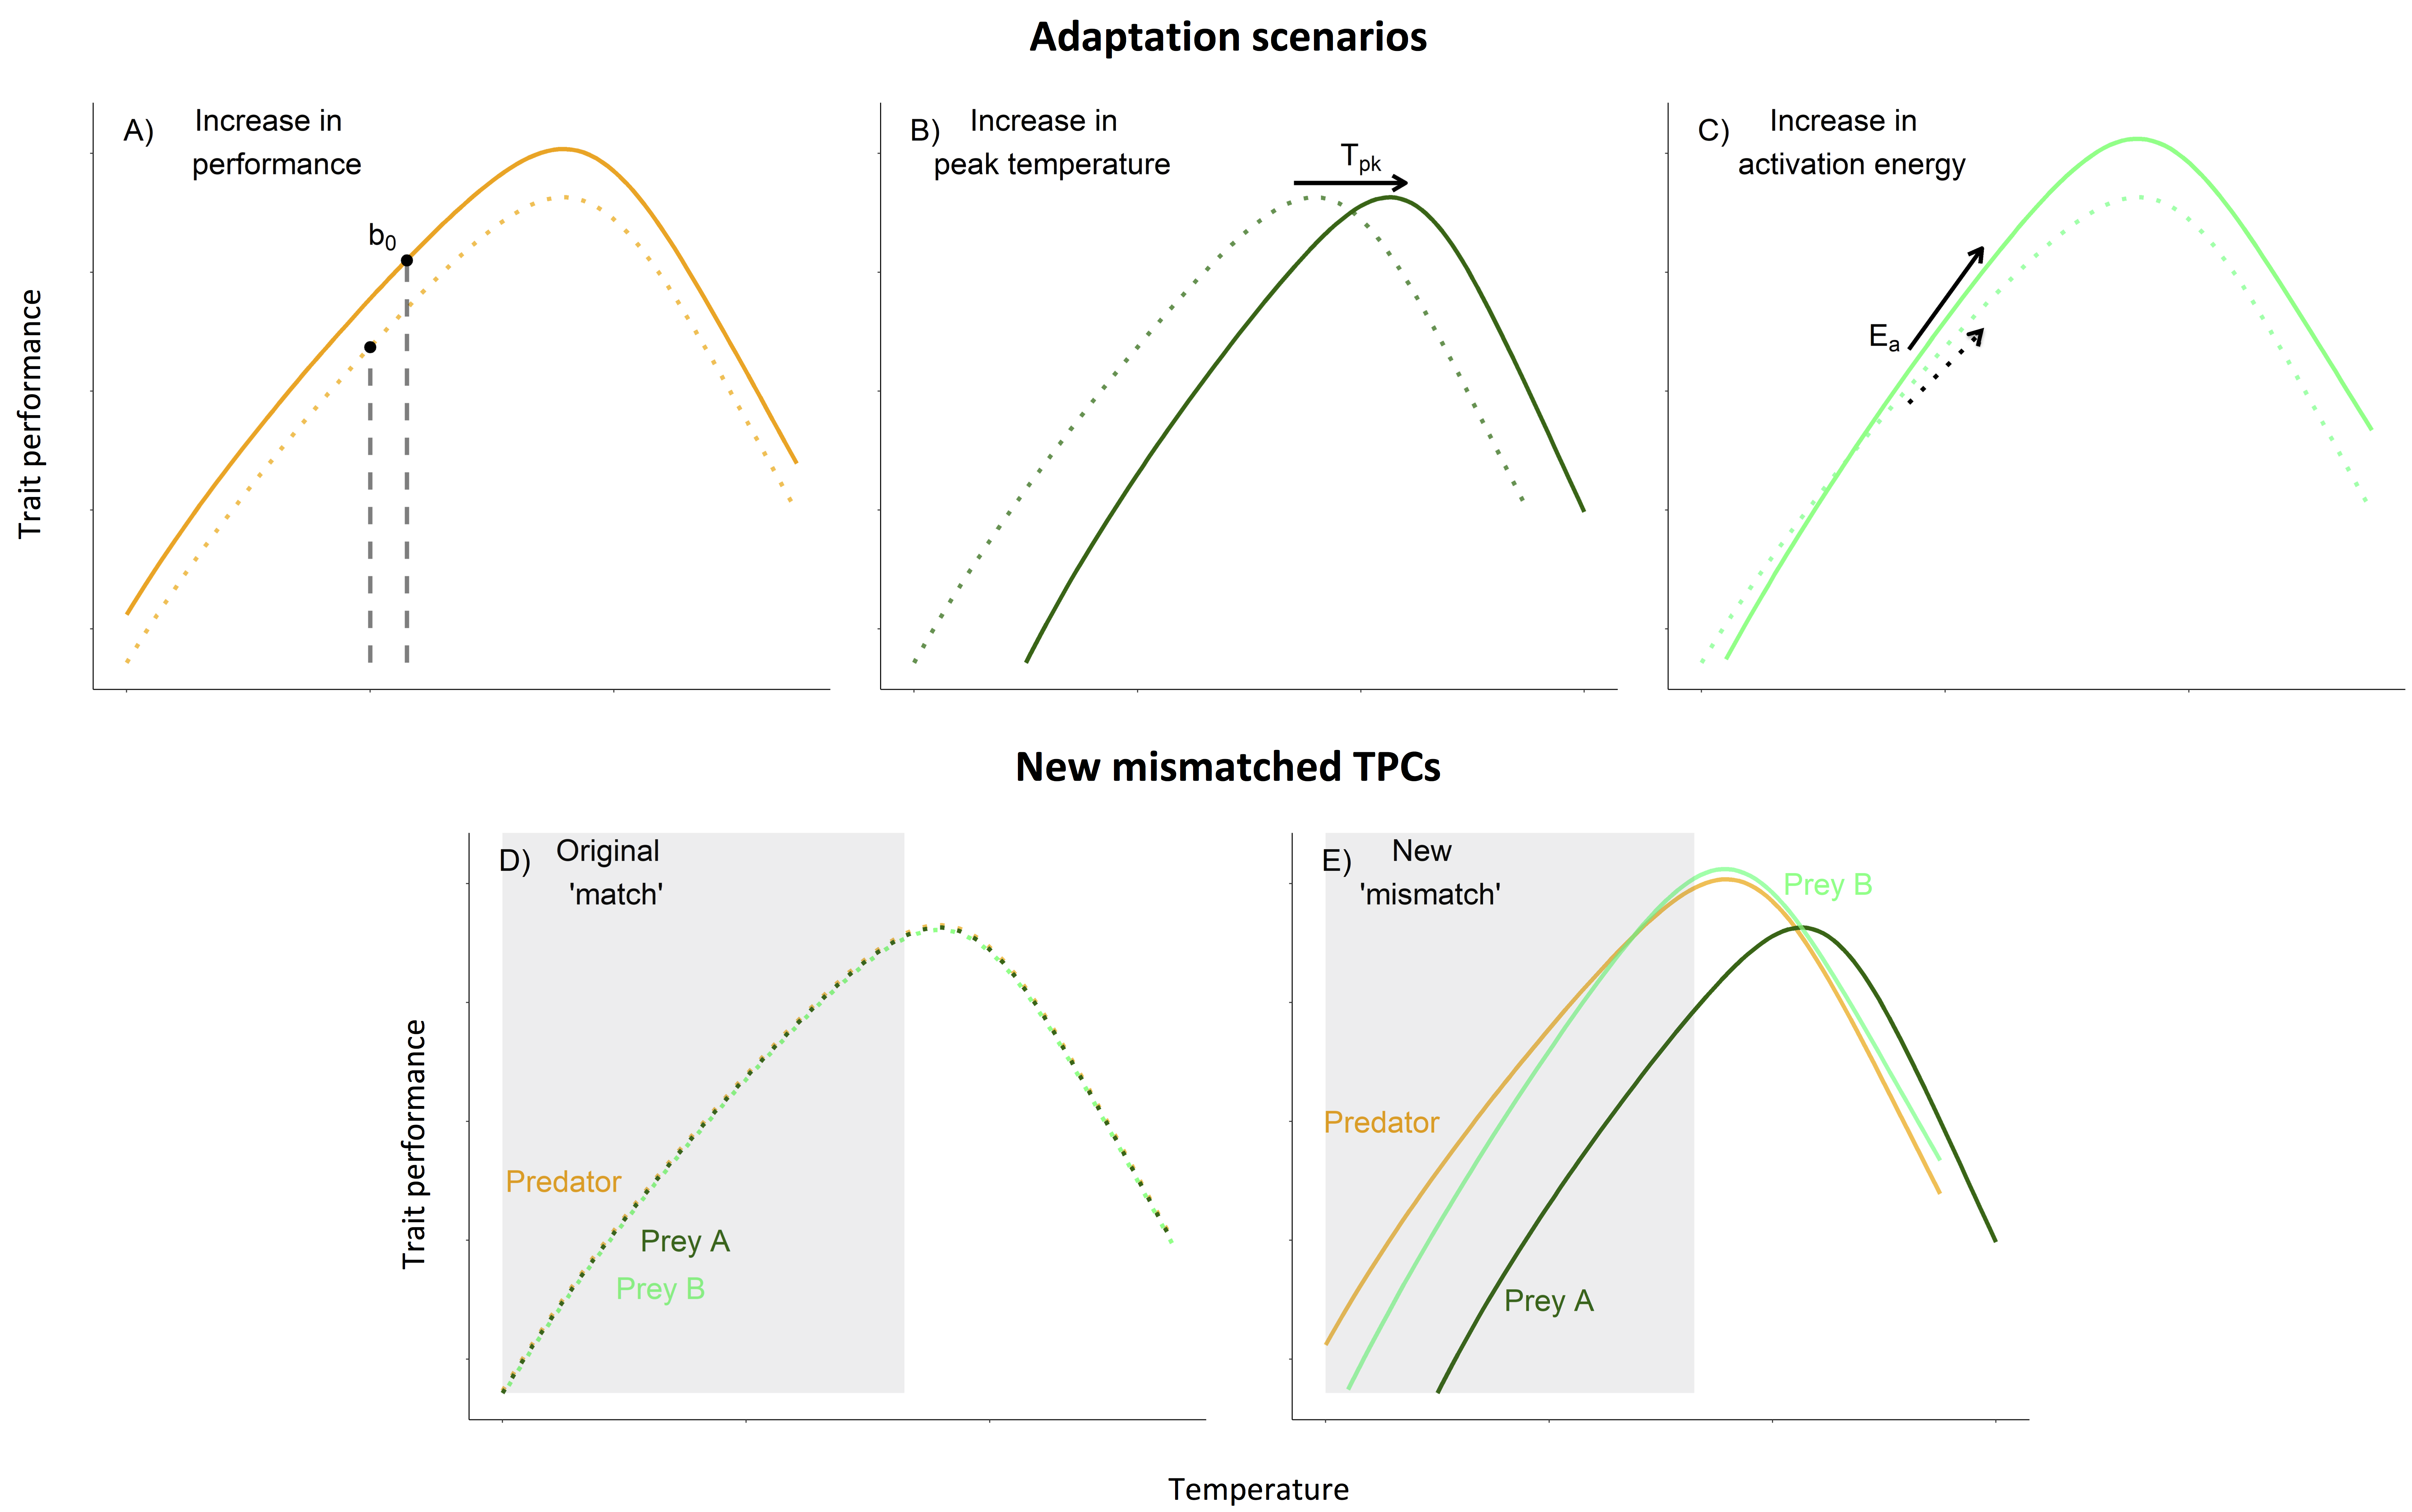 Adaptation scenarios
A) Increase in
performance
b0
B) Increase in
peak temperature
Tpk
C) Increase in
activation energy
Ea
Trait performance
New mismatched TPCs
D) Original
'match'
Predator
Prey A
Prey B
E) New
'mismatch'
Prey B
Predator
Prey A
Trait performance
Temperature